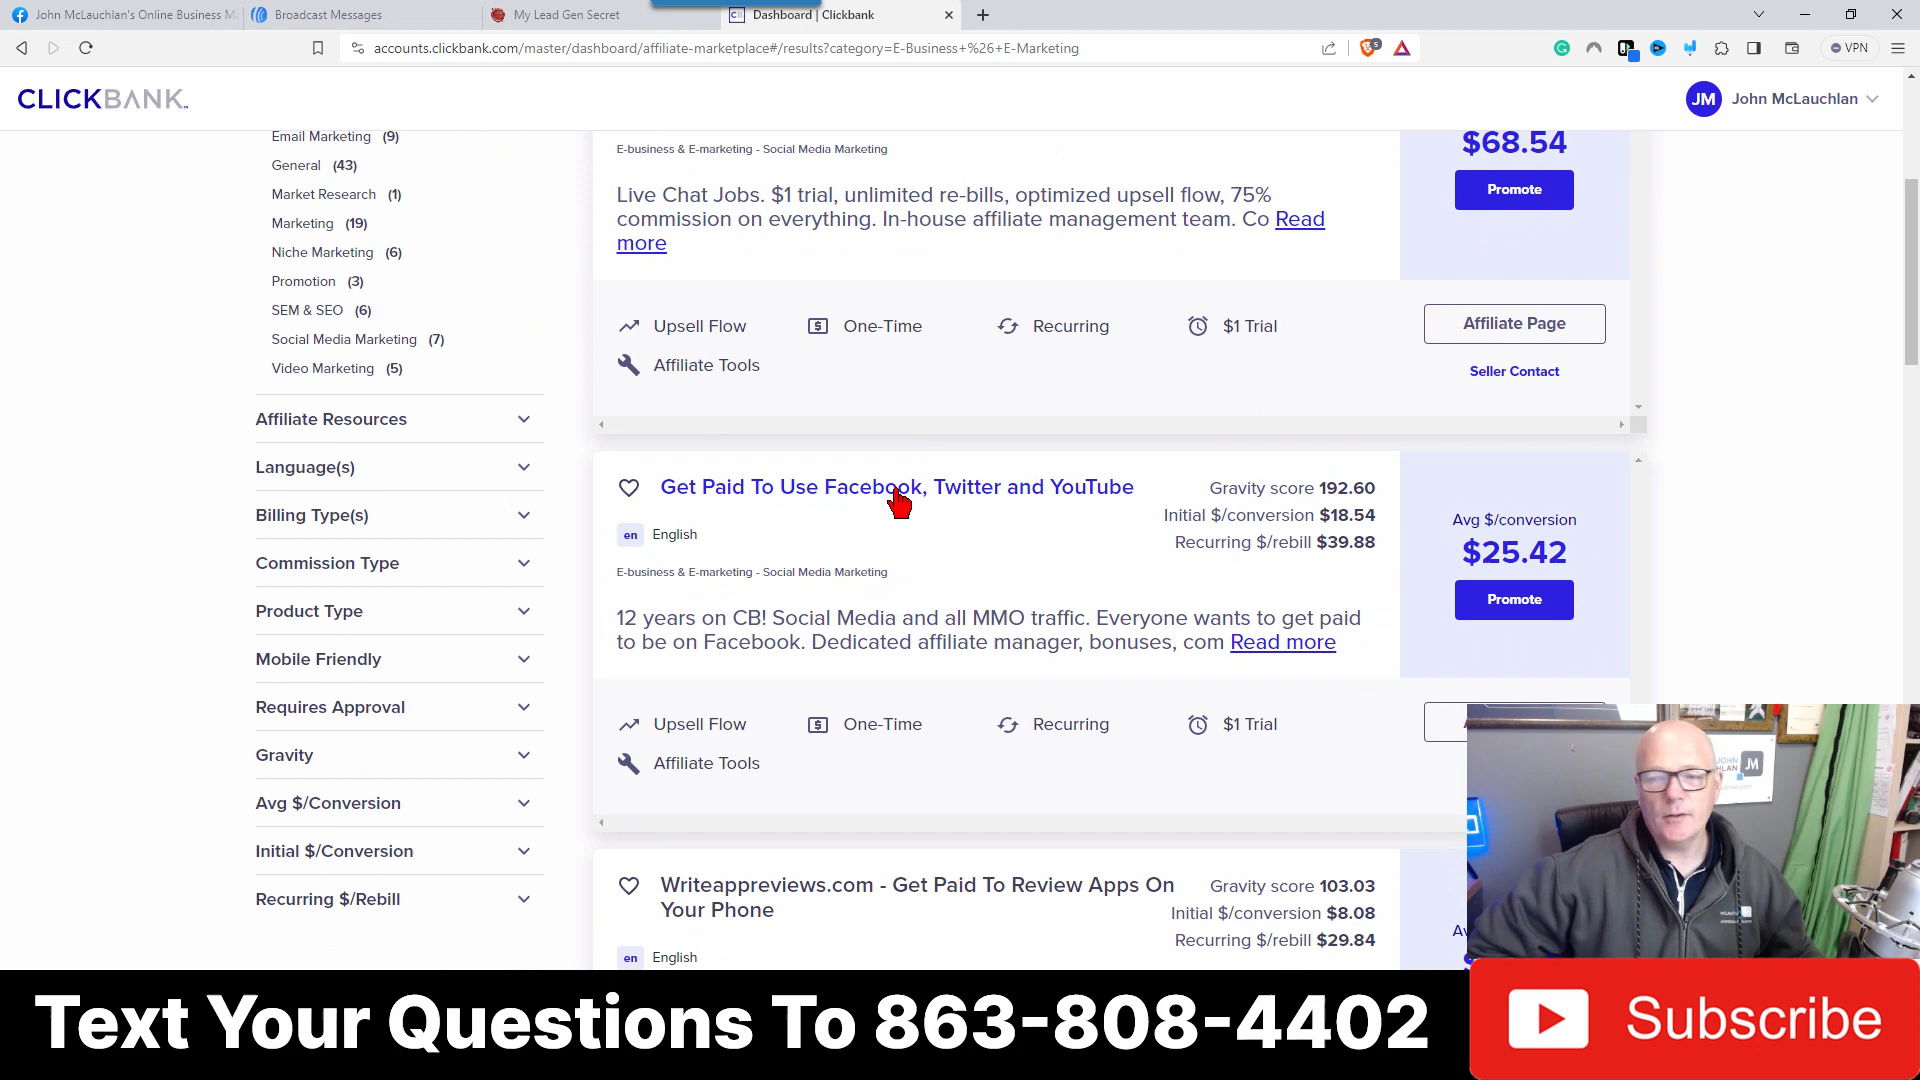 John McLauchlan's Online Business M
Broadcast Messages
My Lead Gen Secret
CB Dashboard | Clickbank
accounts.clickbank.com/master/dashboard/affiliate-marketplace#/results?category=E-Business+%26+E-Marketing
VPN
CLICKBANK
JM John McLauchlan
Email Marketing (9)
General (43)
Market Research (1)
Marketing (19)
Niche Marketing (6)
Promotion (3)
SEM & SEO (6)
Social Media Marketing (7)
Video Marketing (5)
Affiliate Resources
Language(s)
Billing Type(s)
Commission Type
Product Type
Mobile Friendly
Requires Approval
Gravity
Avg $/Conversion
Initial $/Conversion
Recurring $/Rebill
E-business & E-marketing - Social Media Marketing
Live Chat Jobs. $1 trial, unlimited re-bills, optimized upsell flow, 75%
commission on everything. In-house affiliate management team. Co Read
more
$68.54
Promote
Upsell Flow One-Time Recurring $1 Trial
Affiliate Tools
Affiliate Page
Seller Contact
Get Paid To Use Facebook, Twitter and YouTube
en English
E-business & E-marketing - Social Media Marketing
Gravity score 192.60
Initial $/conversion $18.54
Recurring $/rebill $39.88
Avg $/conversion
$25.42
Promote
12 years on CB! Social Media and all MMO traffic. Everyone wants to get paid
to be on Facebook. Dedicated affiliate manager, bonuses, com Read more
Upsell Flow One-Time Recurring $1 Trial
Affiliate Tools
Writeappreviews.com - Get Paid To Review Apps On
Your Phone
en English
Gravity score 103.03
Initial $/conversion $8.08
Recurring $/rebill $29.84
JM
Text Your Questions To 863-808-4402
Subscribe